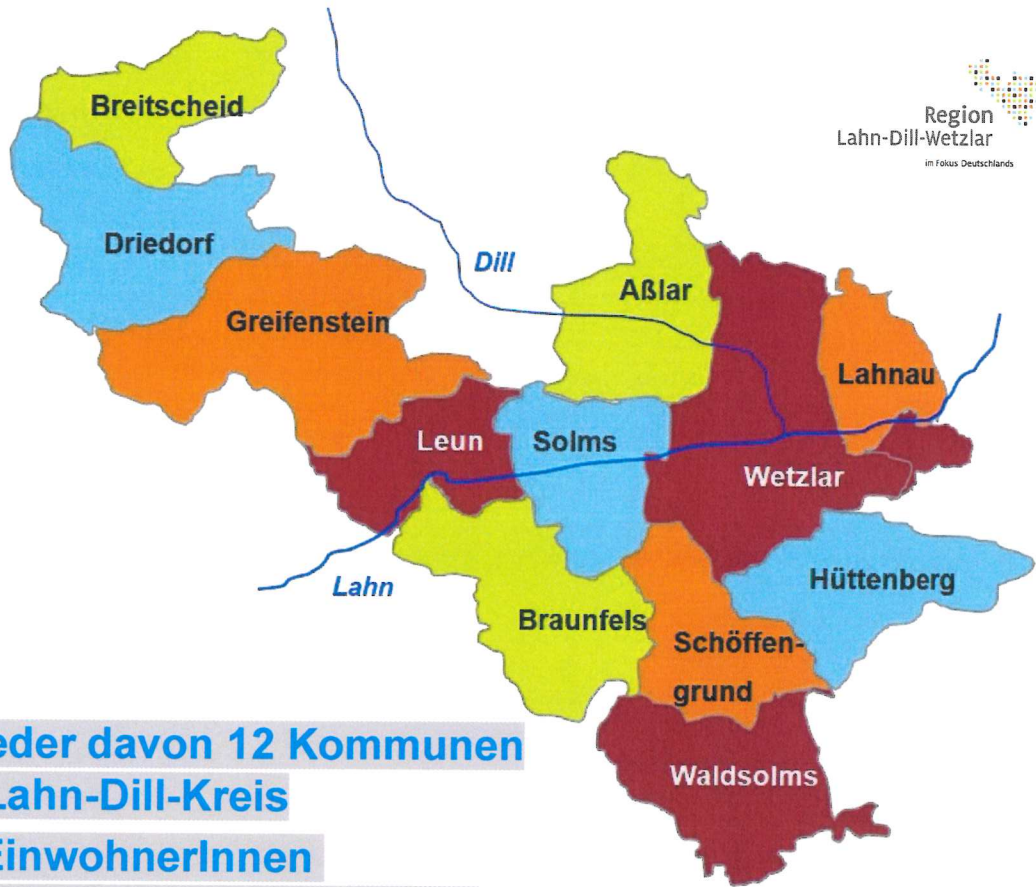 Breitscheid
Region
Lahn-Dill-Wetzlar
im Fokus Deutschlands
Driedorf
Dill
Aßlar
Greifenstein
Lahnau
Leun
Solms
Wetzlar
Lahn
Hüttenberg
Braunfels
Schöffen-
grund
eder davon 12 Kommunen
Lahn-Dill-Kreis
EinwohnerInnen
Waldsolms